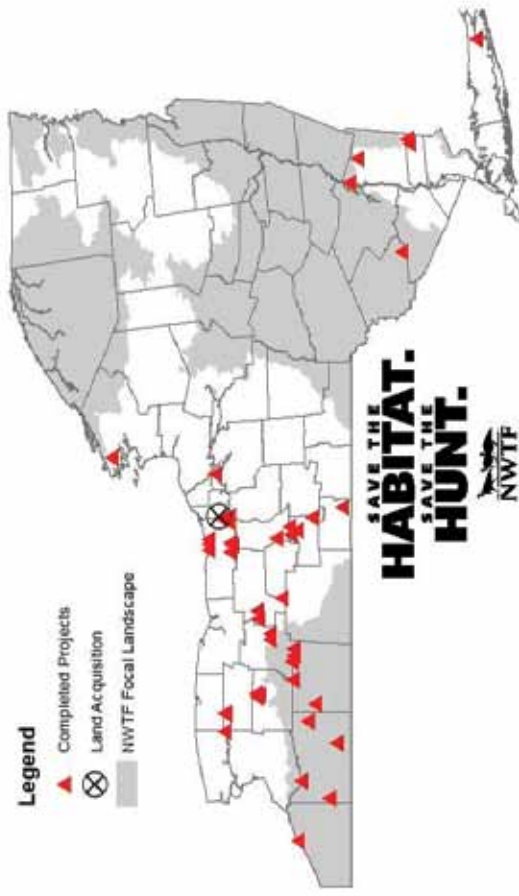 Legend
Completed Projects
Land Acquisition
NWTF Focal Landscape
SAVE THE
HABITAT.
SAVE THE
HUNT.
NWTF